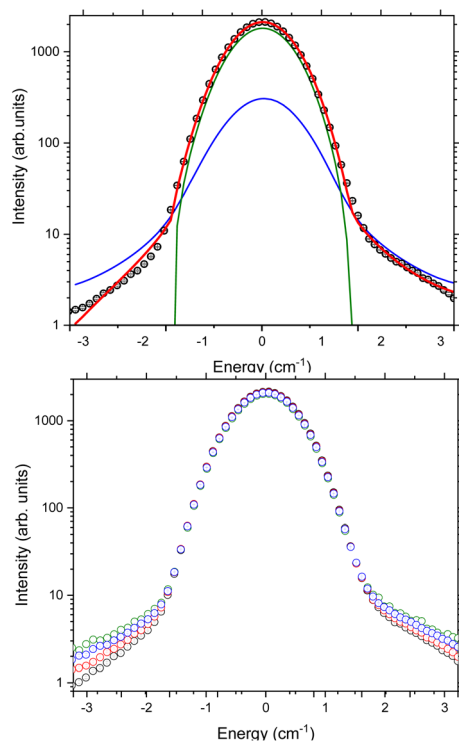 1000
100
10
1
Intensity (arb.units)
-3 -2 -1 0 1 2 3
Energy (cm-1)
1000
100
10
1
Intensity (arb. units)
-3 -2 -1 0 1 2 3
Energy (cm-1)